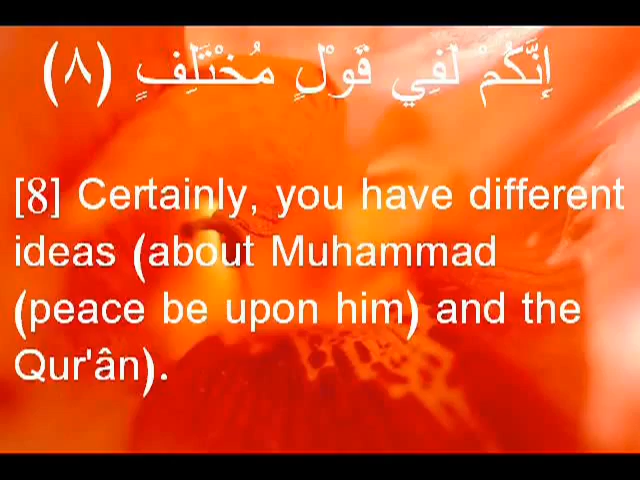 إِنَّكُمْ لَفِي قَوْلٍ مُخْتَلِفٍ (٨)
[8] Certainly, you have different
ideas (about Muhammad
(peace be upon him) and the
Qur'ân).